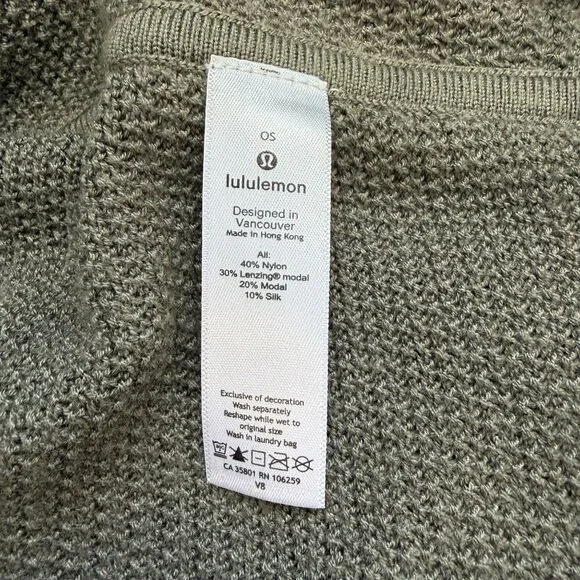 OS
lululemon
Designed in
Vancouver
Made in Hong Kong
All:
40% Nylon
30% Lenzing® modal
20% Modal
10% Silk
Exclusive of decoration
Wash separately
Reshape while wet to
original size
Wash in laundry bag
CA 35801 RN 106259
V8